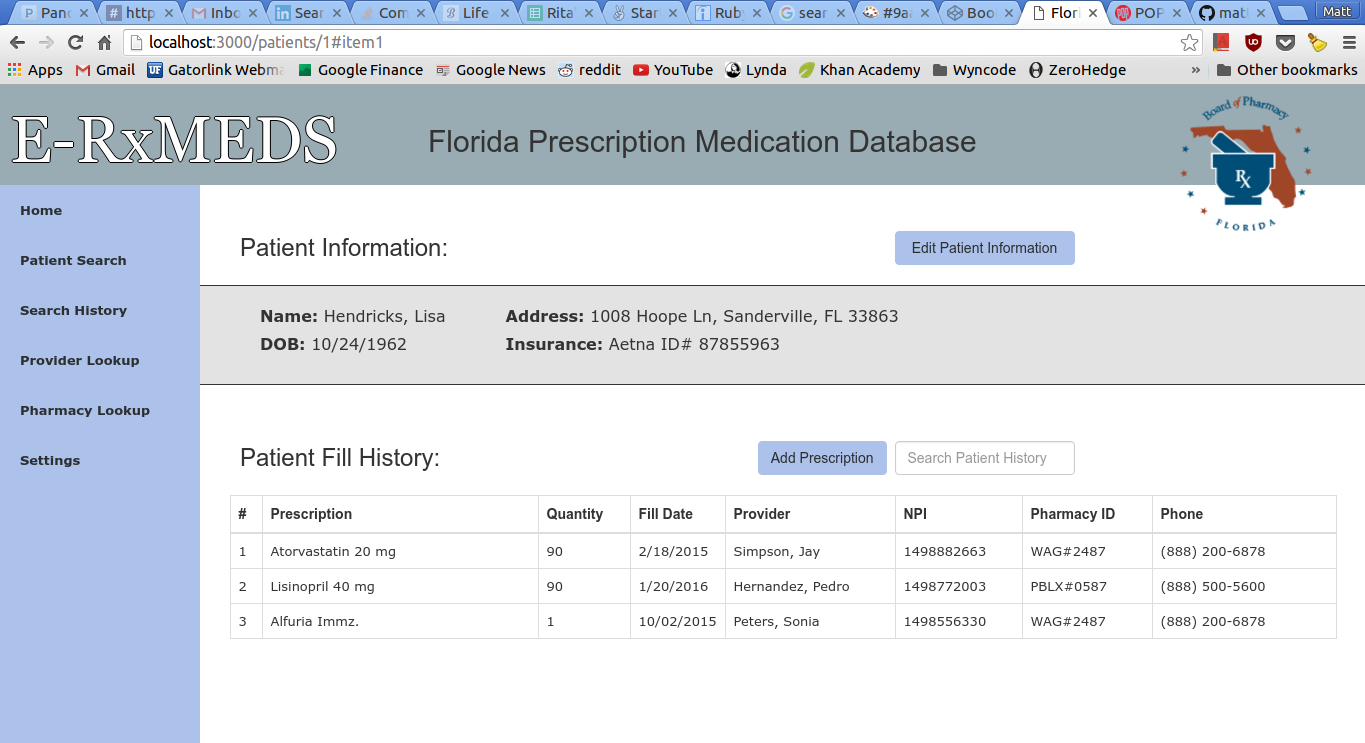 Pand http Inbo Sear Com Life Rita Star Ruby sear #9aa Boo Flori POP mat Matt
localhost:3000/patients/1#item1
Apps Gmail Gatorlink Webma Google Finance Google News reddit YouTube Lynda Khan Academy Wyncode ZeroHedge » Other bookmarks
E-RxMEDS
Florida Prescription Medication Database
Board of Pharmacy
Rx
FLORIDA
Home
Patient Search
Search History
Provider Lookup
Pharmacy Lookup
Settings
Patient Information: Edit Patient Information
Name: Hendricks, Lisa Address: 1008 Hoope Ln, Sanderville, FL 33863
DOB: 10/24/1962 Insurance: Aetna ID# 87855963
Patient Fill History: Add Prescription Search Patient History
# Prescription Quantity Fill Date Provider NPI Pharmacy ID Phone
1 Atorvastatin 20 mg 90 2/18/2015 Simpson, Jay 1498882663 WAG#2487 (888) 200-6878
2 Lisinopril 40 mg 90 1/20/2016 Hernandez, Pedro 1498772003 PBLX#0587 (888) 500-5600
3 Alfuria Immz. 1 10/02/2015 Peters, Sonia 1498556330 WAG#2487 (888) 200-6878